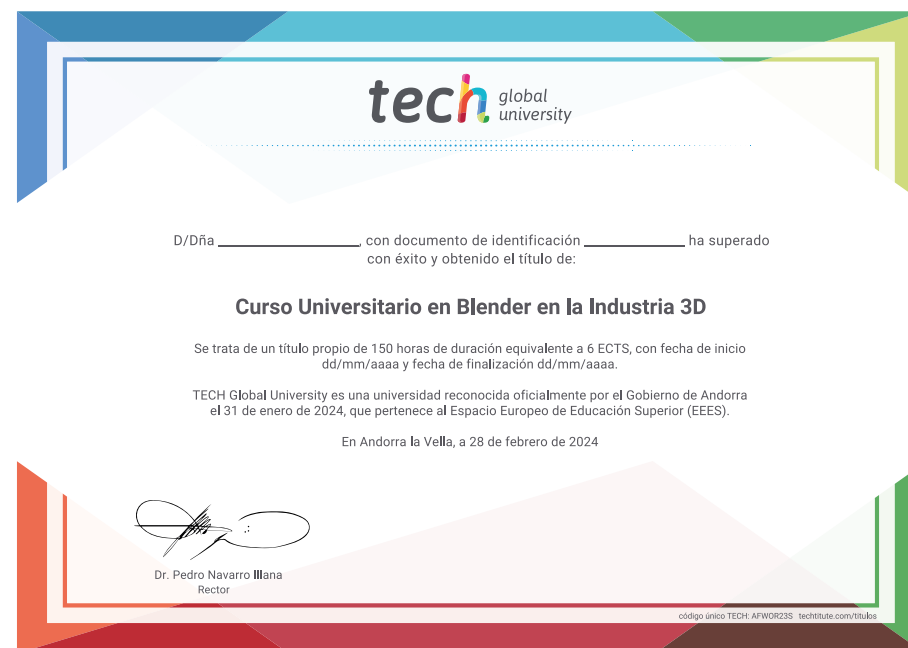 tech global
university
D/Dña ____________, con documento de identificación ____________ ha superado
con éxito y obtenido el título de:
Curso Universitario en Blender en la Industria 3D
Se trata de un título propio de 150 horas de duración equivalente a 6 ECTS, con fecha de inicio
dd/mm/aaaa y fecha de finalización dd/mm/aaaa.
TECH Global University es una universidad reconocida oficialmente por el Gobierno de Andorra
el 31 de enero de 2024, que pertenece al Espacio Europeo de Educación Superior (EEES).
En Andorra la Vella, a 28 de febrero de 2024
Dr. Pedro Navarro Illana
Rector
código único TECH: AFWOR23S techtitute.com/titulos